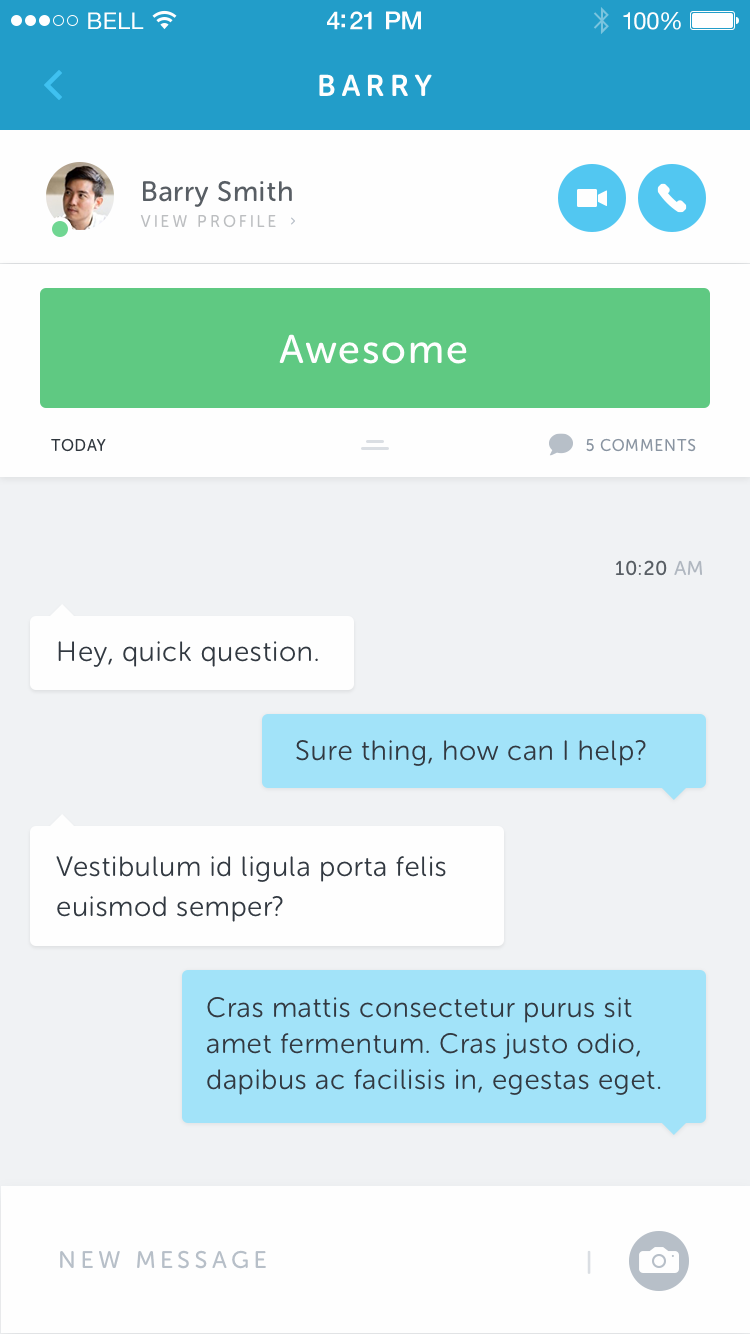 BELL 4:21 PM 100%
BARRY
Barry Smith
VIEW PROFILE >
Awesome
TODAY 5 COMMENTS
10:20 AM
Hey, quick question.
Sure thing, how can I help?
Vestibulum id ligula porta felis
euismod semper?
Cras mattis consectetur purus sit
amet fermentum. Cras justo odio,
dapibus ac facilisis in, egestas eget.
NEW MESSAGE